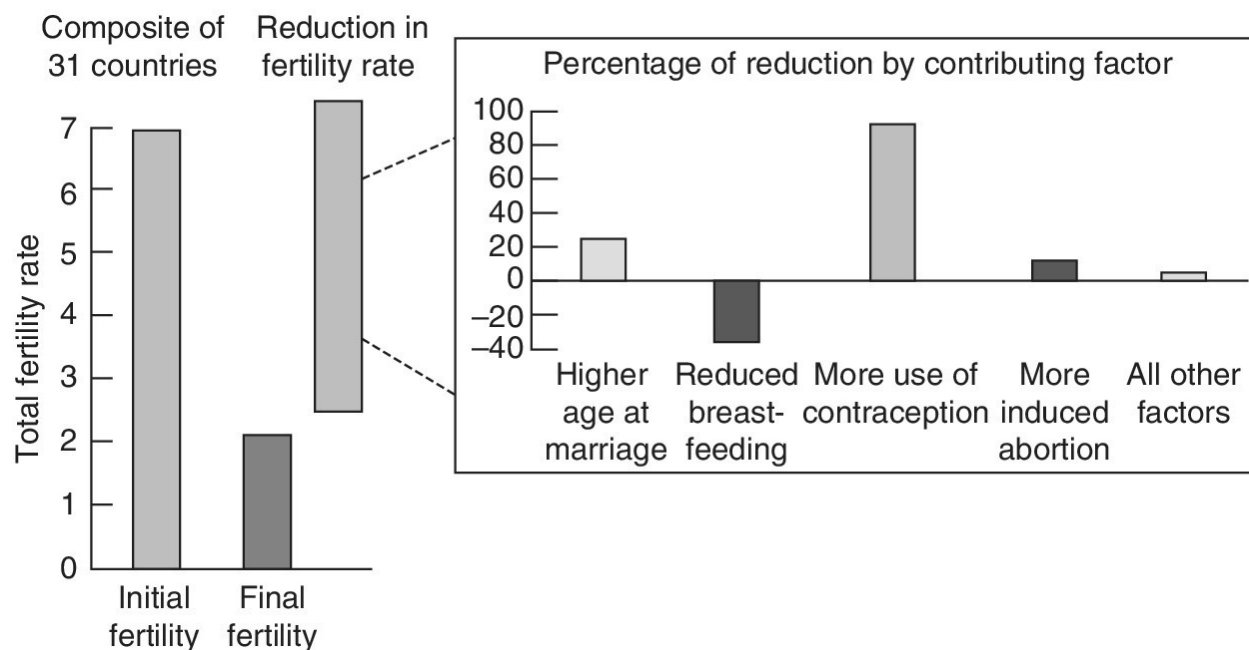 Composite of
31 countries
Reduction in
fertility rate
Total fertility rate
7
6
5
4
3
2
1
0
Initial
fertility
Final
fertility
Percentage of reduction by contributing factor
100
80
60
40
20
0
–20
–40
Higher
age at
marriage
Reduced
breast-
feeding
More use of
contraception
More
induced
abortion
All other
factors